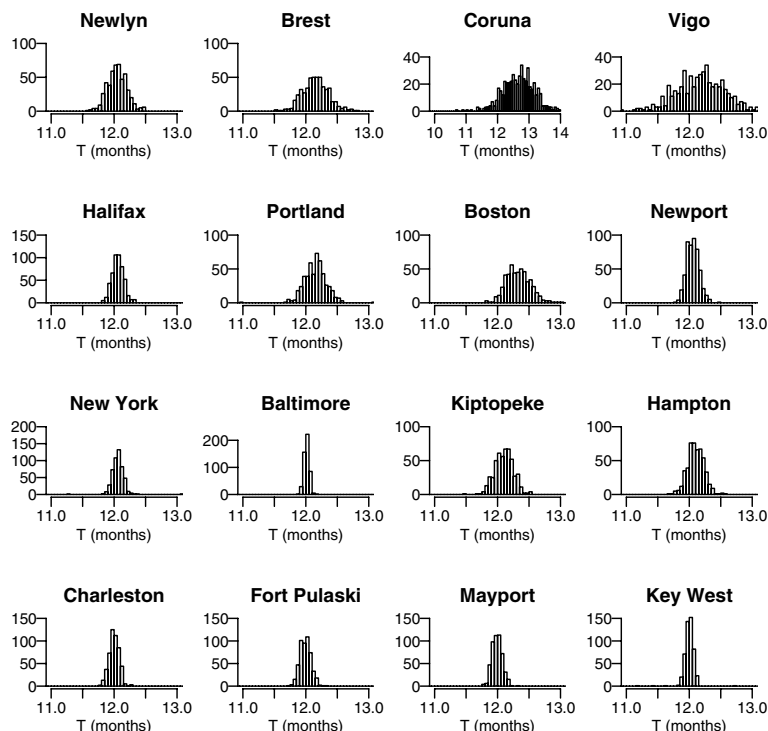 Newlyn Brest Coruna Vigo
100 100 40 40
50 50 20 20
0 0 0 0
11.0 12.0 13.0 11.0 12.0 13.0 10 11 12 13 14 11.0 12.0 13.0
T (months) T (months) T (months) T (months)
Halifax Portland Boston Newport
150 100 100 100
100
50 50 50 50
0 0 0 0
11.0 12.0 13.0 11.0 12.0 13.0 11.0 12.0 13.0 11.0 12.0 13.0
T (months) T (months) T (months) T (months)
New York Baltimore Kiptopeke Hampton
200 200 100 100
150
100 100 50 50
50
0 0 0 0
11.0 12.0 13.0 11.0 12.0 13.0 11.0 12.0 13.0 11.0 12.0 13.0
T (months) T (months) T (months) T (months)
Charleston Fort Pulaski Mayport Key West
150 150 150 150
100 100 100 100
50 50 50 50
0 0 0 0
11.0 12.0 13.0 11.0 12.0 13.0 11.0 12.0 13.0 11.0 12.0 13.0
T (months) T (months) T (months) T (months)